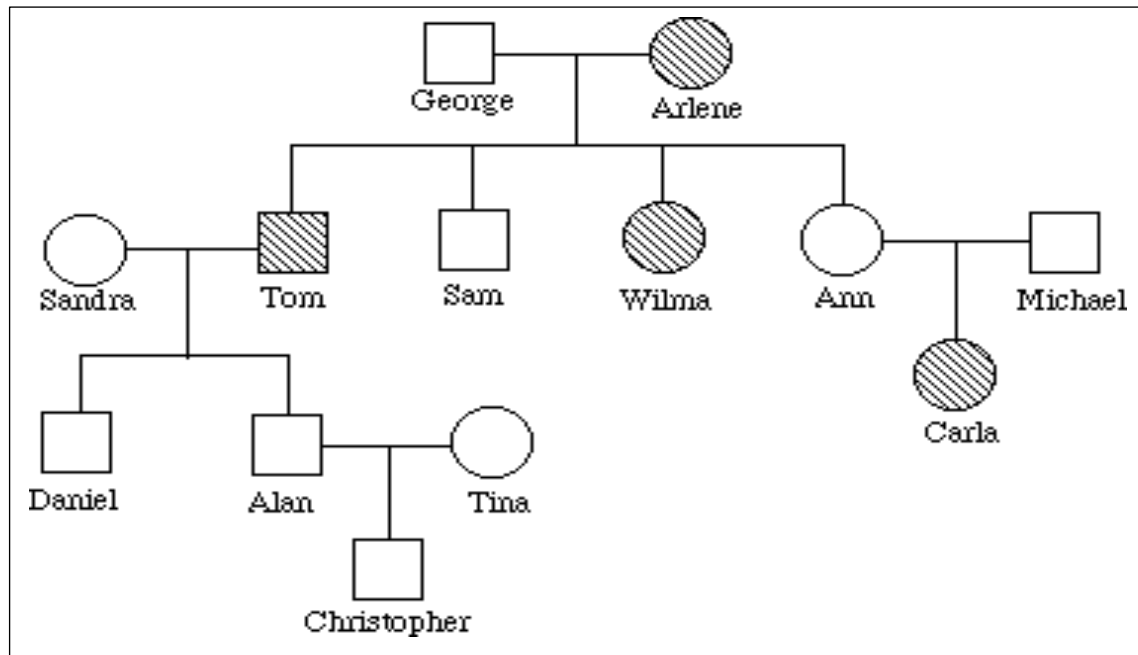 George
Arlene
Sandra
Tom
Sam
Wilma
Ann
Michael
Carla
Daniel
Alan
Tina
Christopher